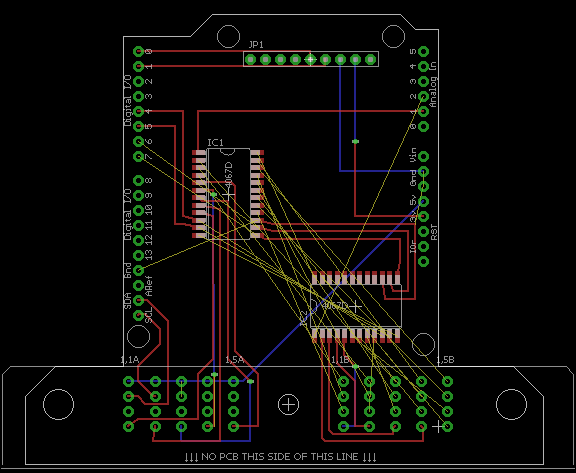 JP1
0
1
2
3
4
5
6
7
Digital I/O
8
9
10
11
12
13
Digital I/O
Gnd
ARef
SDA
SCL
5
4
3
2
1
0
Analog In
Vin
Gnd
5v
3v
RST
IOr
IC1
4067D
IC2
4067D
1,1A
1,5A
1,1B
1,5B
↓↓↓ NO PCB THIS SIDE OF THIS LINE ↓↓↓